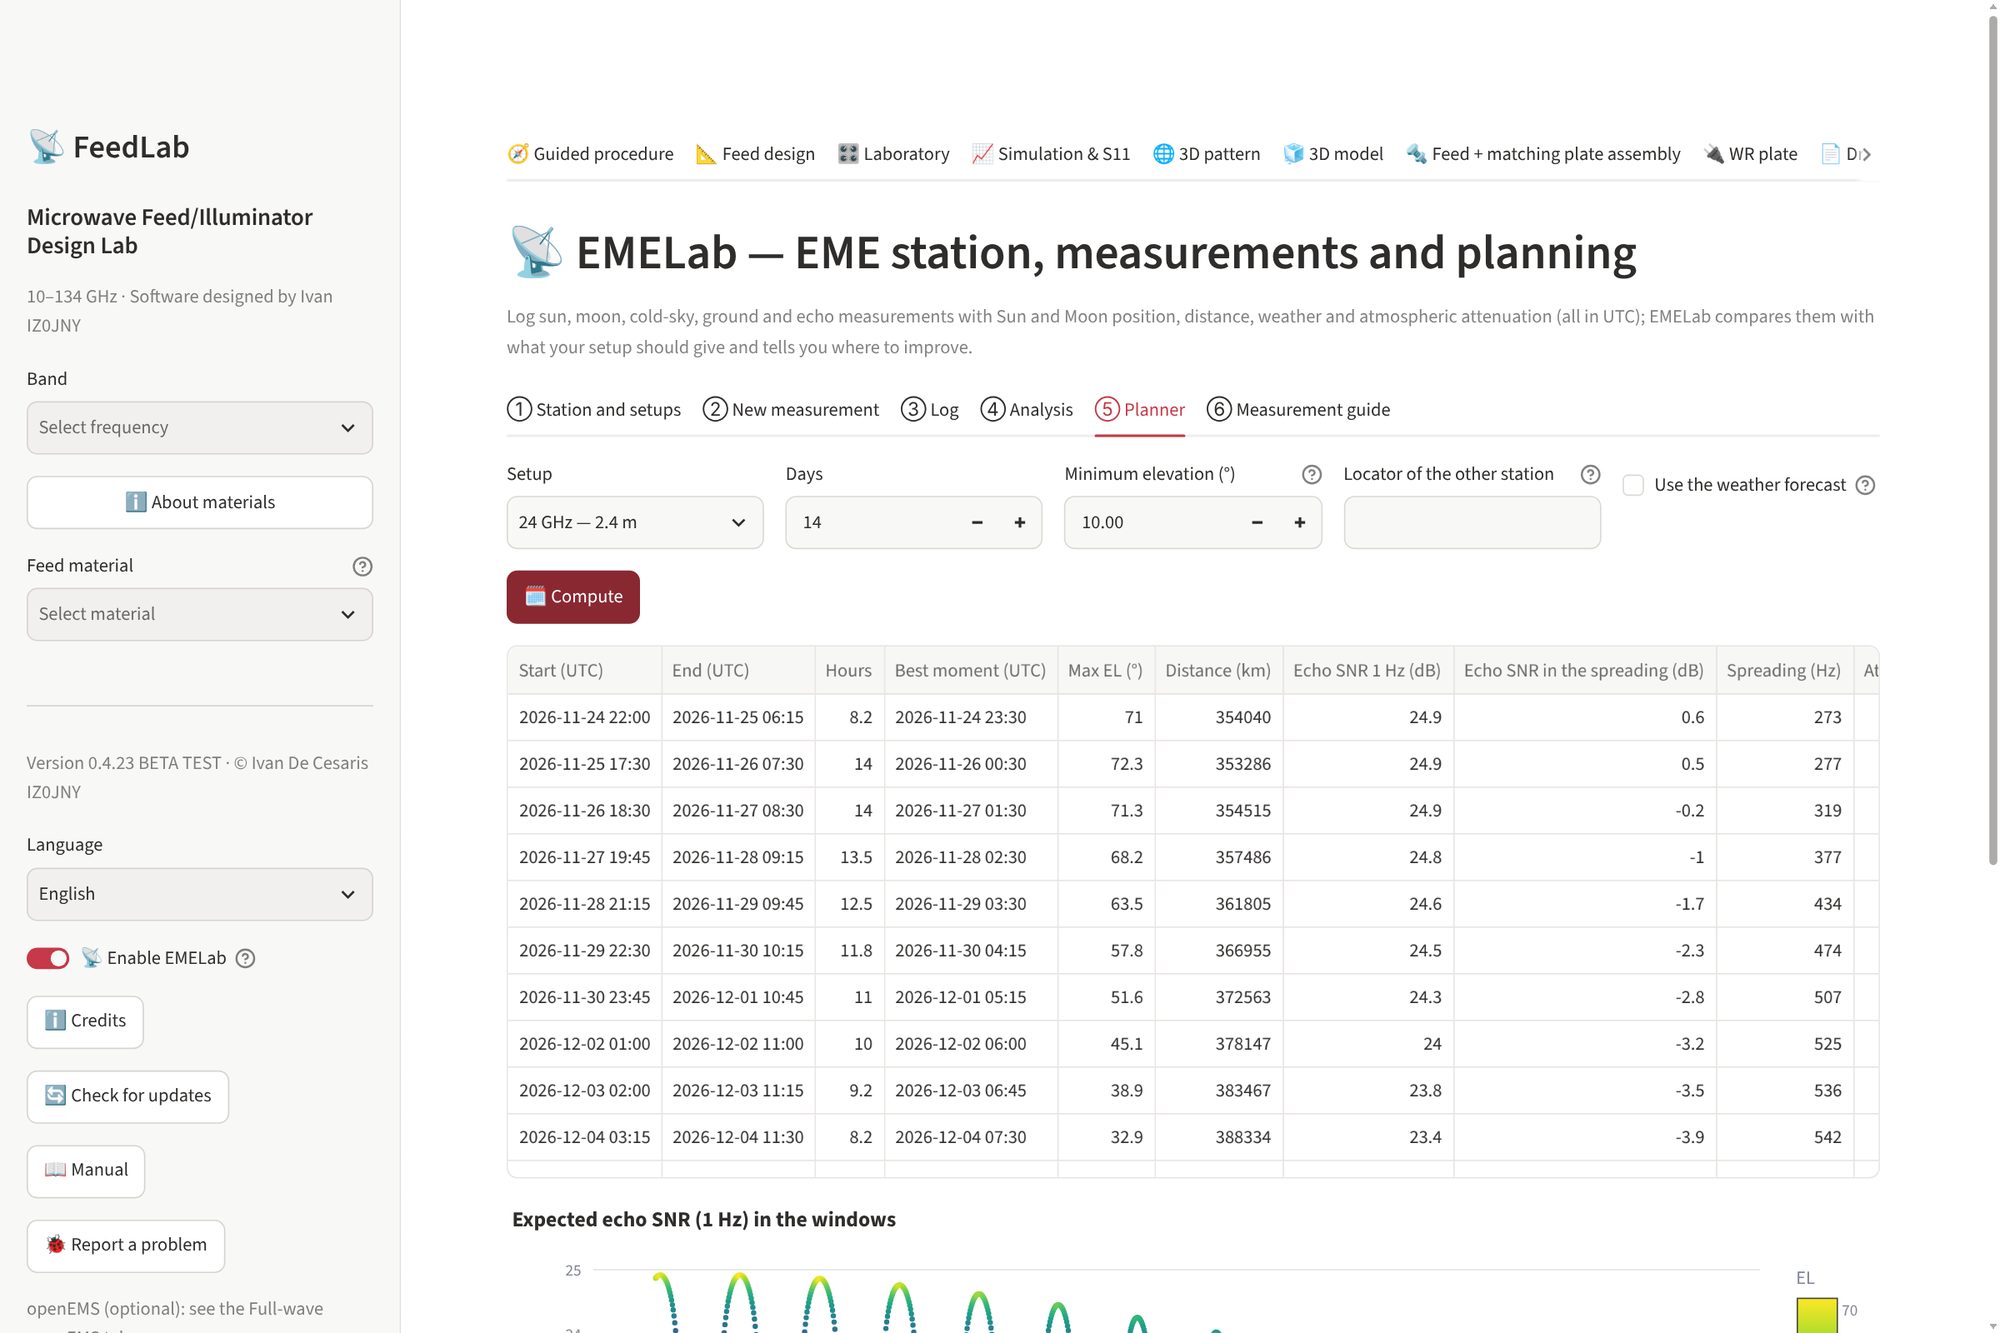 FeedLab
Microwave Feed/Illuminator
Design Lab
10–134 GHz · Software designed by Ivan
IZ0JNY
Band
Select frequency
About materials
Feed material
Select material
Version 0.4.23 BETA TEST · © Ivan De Cesaris
IZ0JNY
Language
English
Enable EMELab
Credits
Check for updates
Manual
Report a problem
openEMS (optional): see the Full-wave
Guided procedure Feed design Laboratory Simulation & S11 3D pattern 3D model Feed + matching plate assembly WR plate
EMELab — EME station, measurements and planning
Log sun, moon, cold-sky, ground and echo measurements with Sun and Moon position, distance, weather and atmospheric attenuation (all in UTC); EMELab compares them with
what your setup should give and tells you where to improve.
① Station and setups ② New measurement ③ Log ④ Analysis ⑤ Planner ⑥ Measurement guide
Setup Days Minimum elevation (°) Locator of the other station Use the weather forecast
24 GHz — 2.4 m 14 − + 10.00 − +
Compute
Start (UTC) End (UTC) Hours Best moment (UTC) Max EL (°) Distance (km) Echo SNR 1 Hz (dB) Echo SNR in the spreading (dB) Spreading (Hz) At
2026-11-24 22:00 2026-11-25 06:15 8.2 2026-11-24 23:30 71 354040 24.9 0.6 273
2026-11-25 17:30 2026-11-26 07:30 14 2026-11-26 00:30 72.3 353286 24.9 0.5 277
2026-11-26 18:30 2026-11-27 08:30 14 2026-11-27 01:30 71.3 354515 24.9 -0.2 319
2026-11-27 19:45 2026-11-28 09:15 13.5 2026-11-28 02:30 68.2 357486 24.8 -1 377
2026-11-28 21:15 2026-11-29 09:45 12.5 2026-11-29 03:30 63.5 361805 24.6 -1.7 434
2026-11-29 22:30 2026-11-30 10:15 11.8 2026-11-30 04:15 57.8 366955 24.5 -2.3 474
2026-11-30 23:45 2026-12-01 10:45 11 2026-12-01 05:15 51.6 372563 24.3 -2.8 507
2026-12-02 01:00 2026-12-02 11:00 10 2026-12-02 06:00 45.1 378147 24 -3.2 525
2026-12-03 02:00 2026-12-03 11:15 9.2 2026-12-03 06:45 38.9 383467 23.8 -3.5 536
2026-12-04 03:15 2026-12-04 11:30 8.2 2026-12-04 07:30 32.9 388334 23.4 -3.9 542
Expected echo SNR (1 Hz) in the windows
25
EL
70